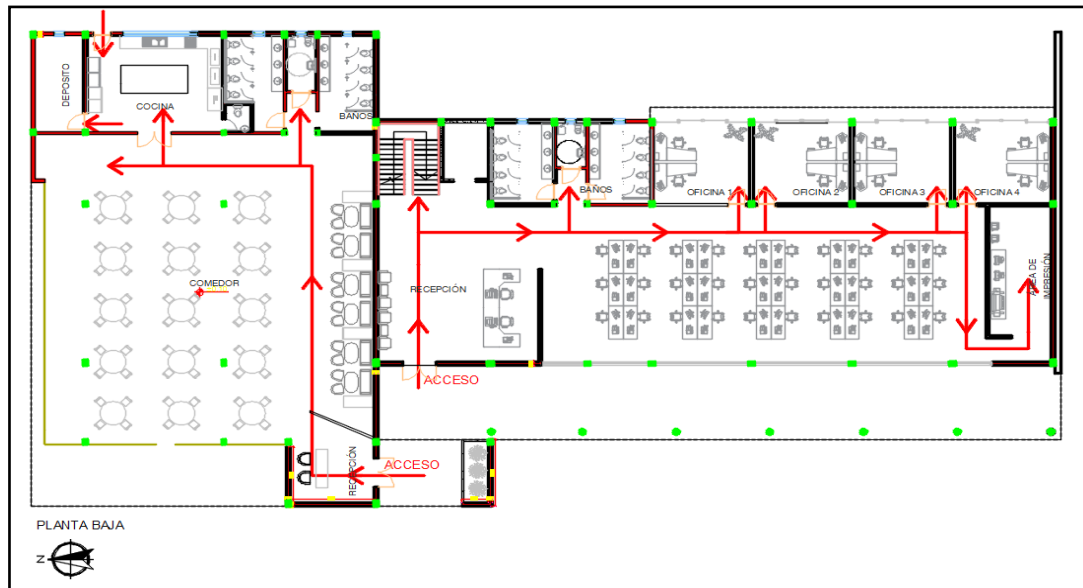 DEPOSITO
COCINA
BAÑOS
BAÑOS
OFICINA 1
OFICINA 2
OFICINA 3
OFICINA 4
COMEDOR
RECEPCIÓN
ÁREA DE
IMPRESIÓN
ACCESO
RECEPCIÓN
ACCESO
PLANTA BAJA
Z